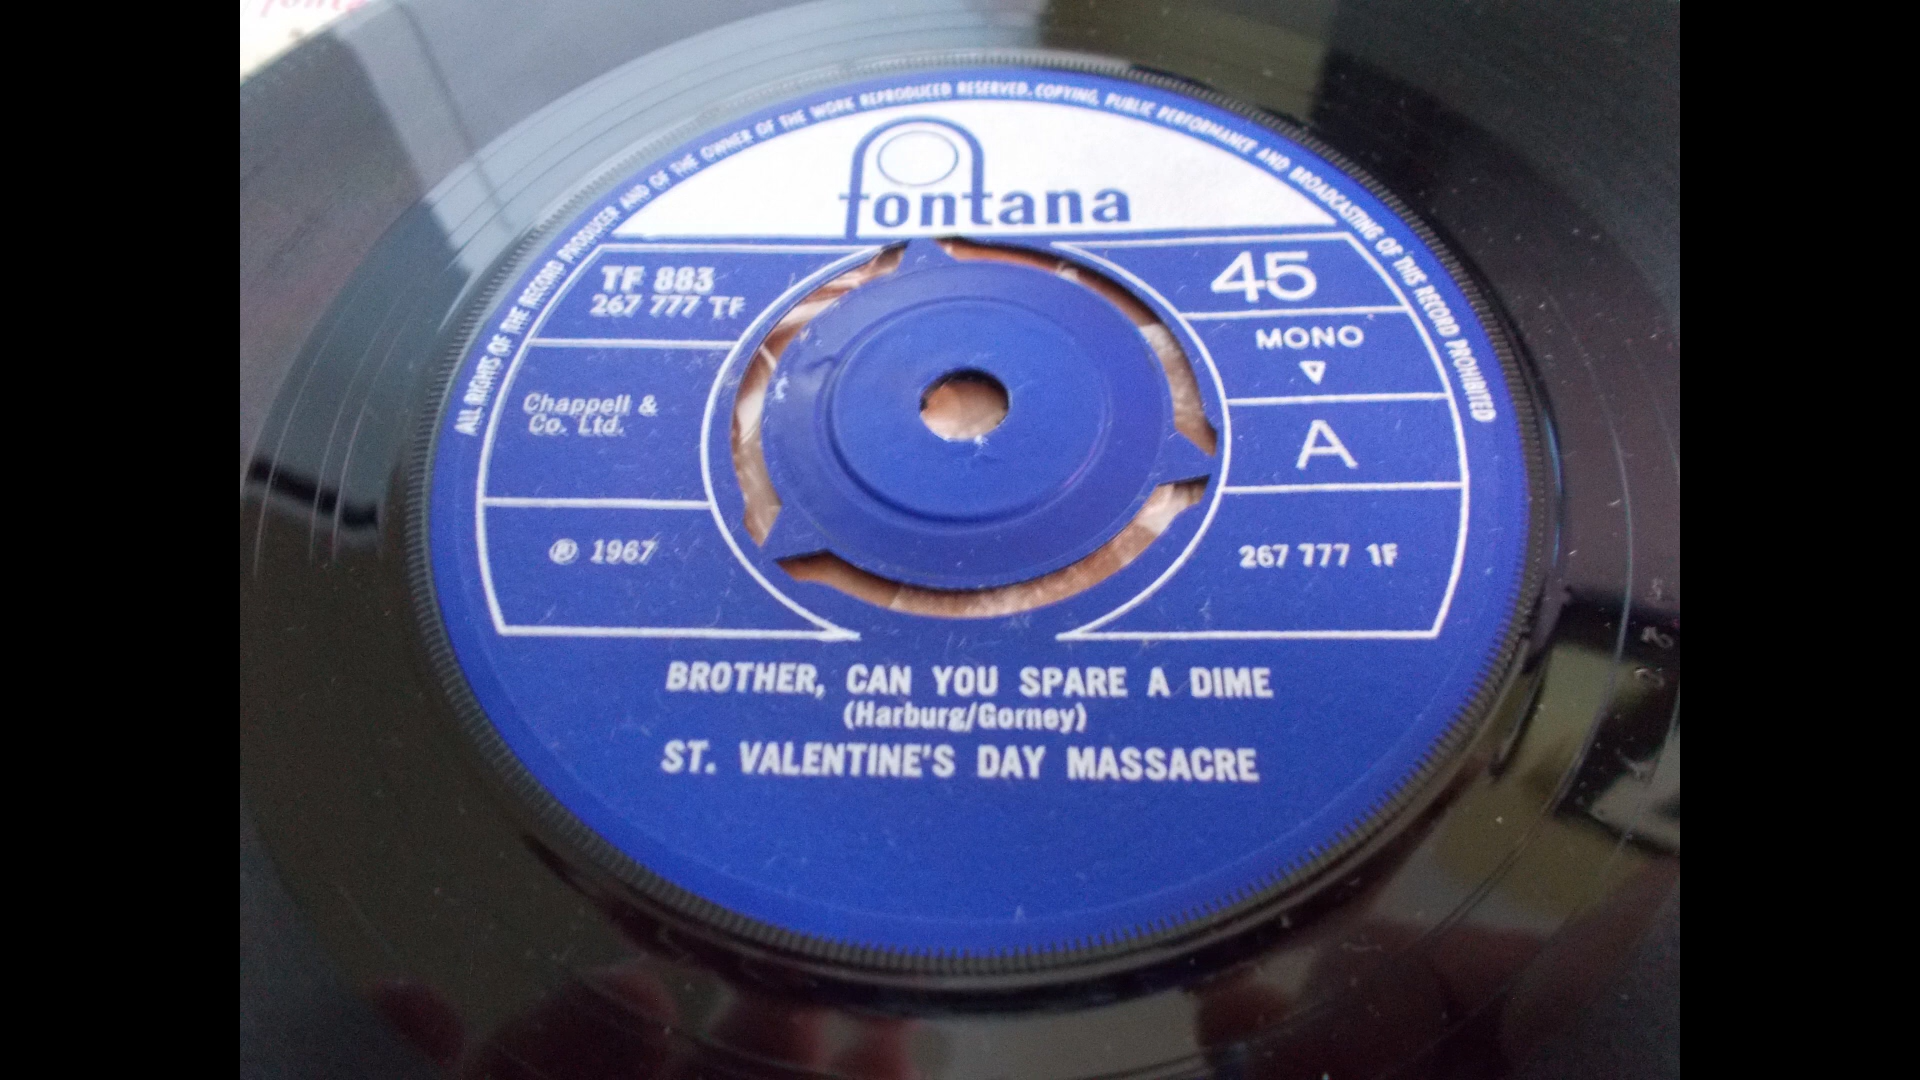 ALL RIGHTS OF THE RECORD PRODUCER AND OF THE OWNER OF THE WORK REPRODUCED RESERVED. COPYING, PUBLIC PERFORMANCE AND BROADCASTING OF THIS RECORD PROHIBITED
fontana
TF 883
267 777 TF
45
MONO
Chappell &
Co. Ltd.
A
℗ 1967
267 777 1F
BROTHER, CAN YOU SPARE A DIME
(Harburg/Gorney)
ST. VALENTINE'S DAY MASSACRE